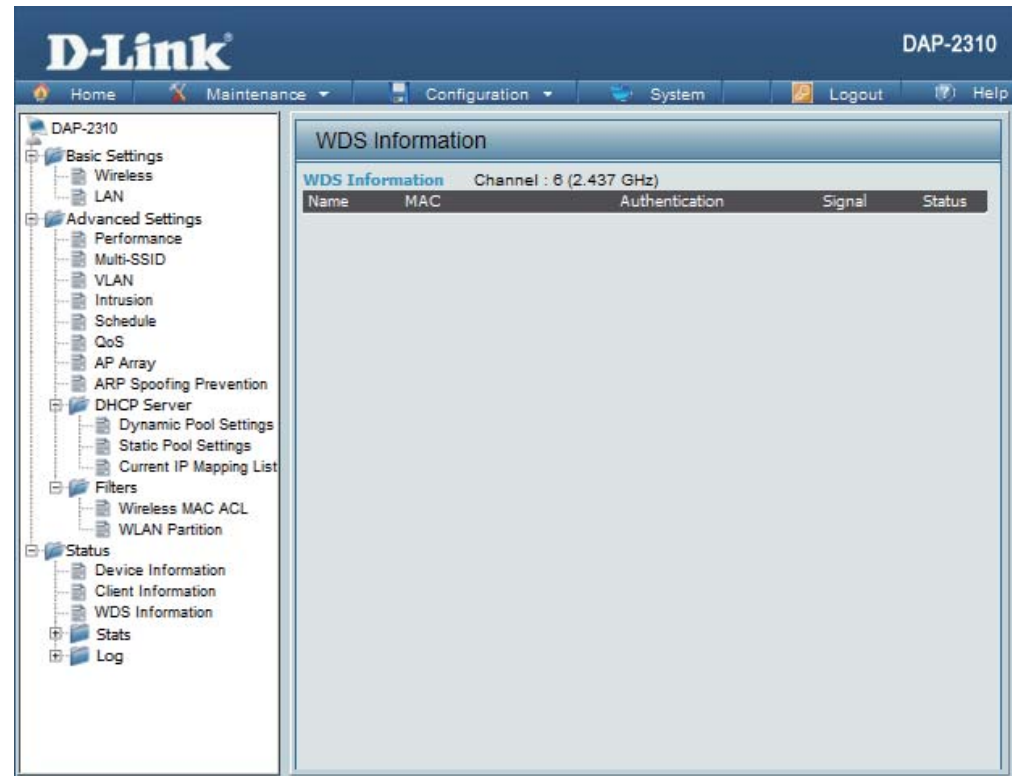 D-Link
DAP-2310
Home Maintenance Configuration System Logout Help
DAP-2310
Basic Settings
Wireless
LAN
Advanced Settings
Performance
Multi-SSID
VLAN
Intrusion
Schedule
QoS
AP Array
ARP Spoofing Prevention
DHCP Server
Dynamic Pool Settings
Static Pool Settings
Current IP Mapping List
Filters
Wireless MAC ACL
WLAN Partition
Status
Device Information
Client Information
WDS Information
Stats
Log
WDS Information
WDS Information Channel : 6 (2.437 GHz)
Name MAC Authentication Signal Status